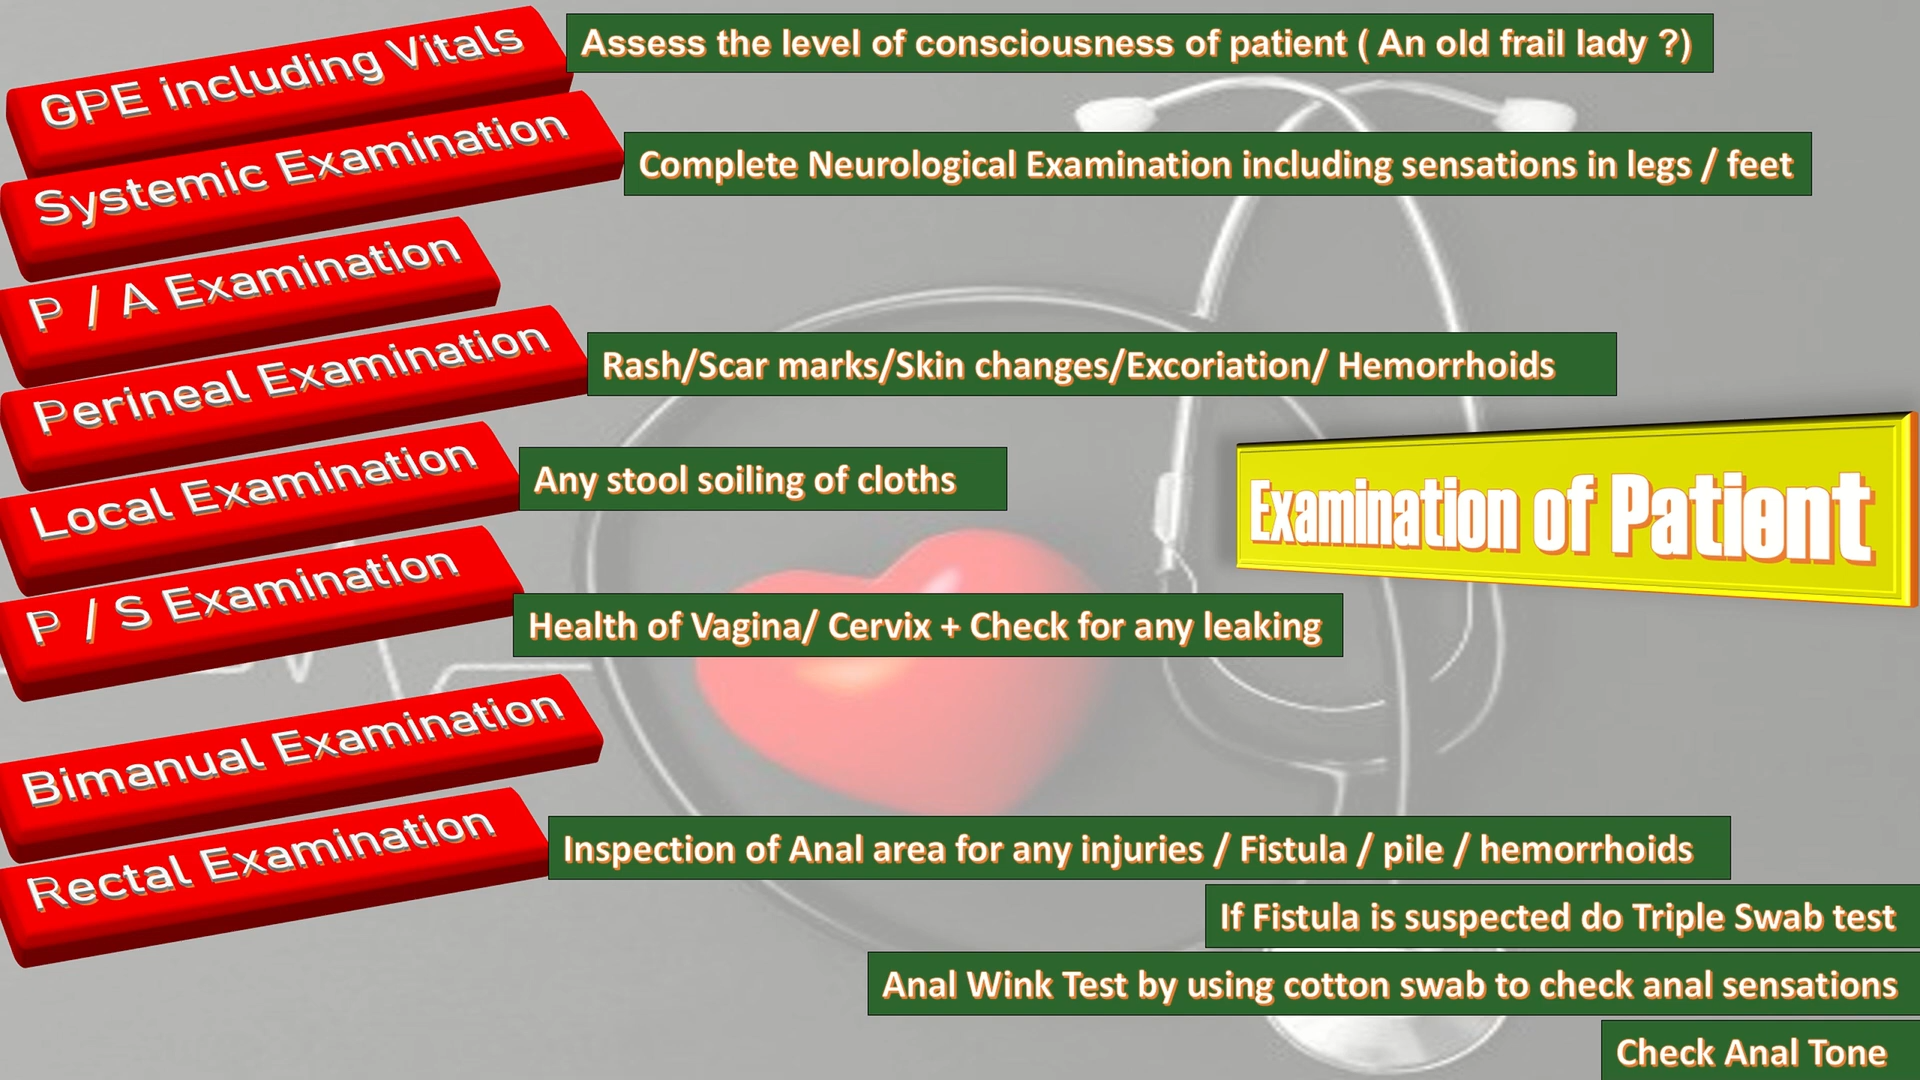 GPE including Vitals
Assess the level of consciousness of patient ( An old frail lady ?)
Systemic Examination
Complete Neurological Examination including sensations in legs / feet
P / A Examination
Perineal Examination
Rash/Scar marks/Skin changes/Excoriation/ Hemorrhoids
Local Examination
Any stool soiling of cloths
Examination of Patient
P / S Examination
Health of Vagina/ Cervix + Check for any leaking
Bimanual Examination
Rectal Examination
Inspection of Anal area for any injuries / Fistula / pile / hemorrhoids
If Fistula is suspected do Triple Swab test
Anal Wink Test by using cotton swab to check anal sensations
Check Anal Tone